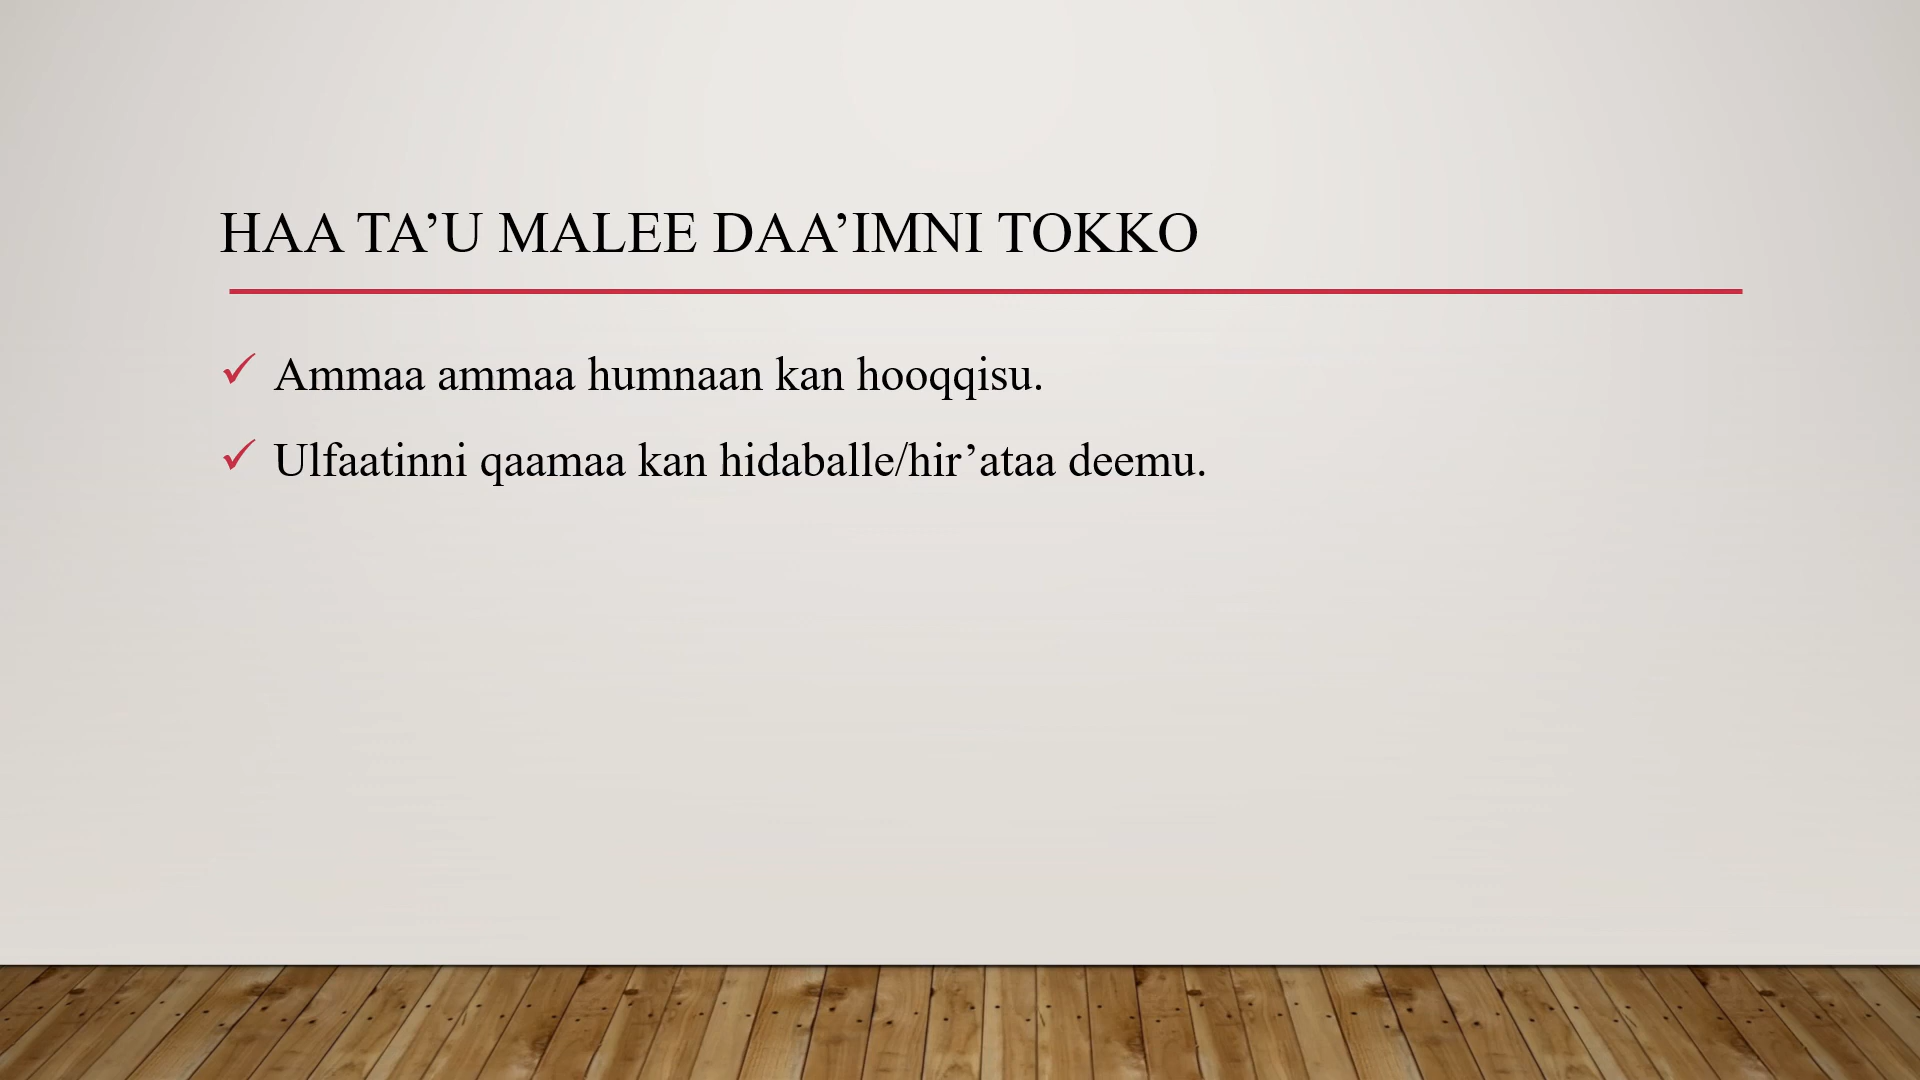 HAA TA’U MALEE DAA’IMNI TOKKO
✓ Ammaa ammaa humnaan kan hooqqisu.
✓ Ulfaatinni qaamaa kan hidaballe/hir’ataa deemu.